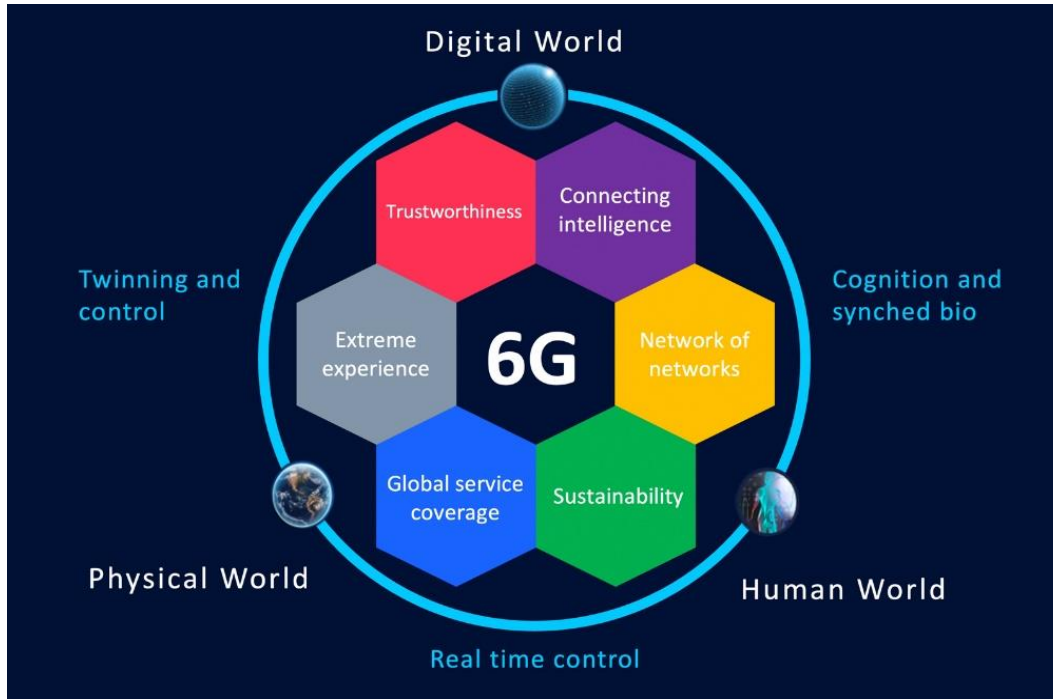 Digital World
Trustworthiness
Connecting
intelligence
Twinning and
control
Cognition and
synched bio
Extreme
experience
6G
Network of
networks
Global service
coverage
Sustainability
Physical World
Human World
Real time control